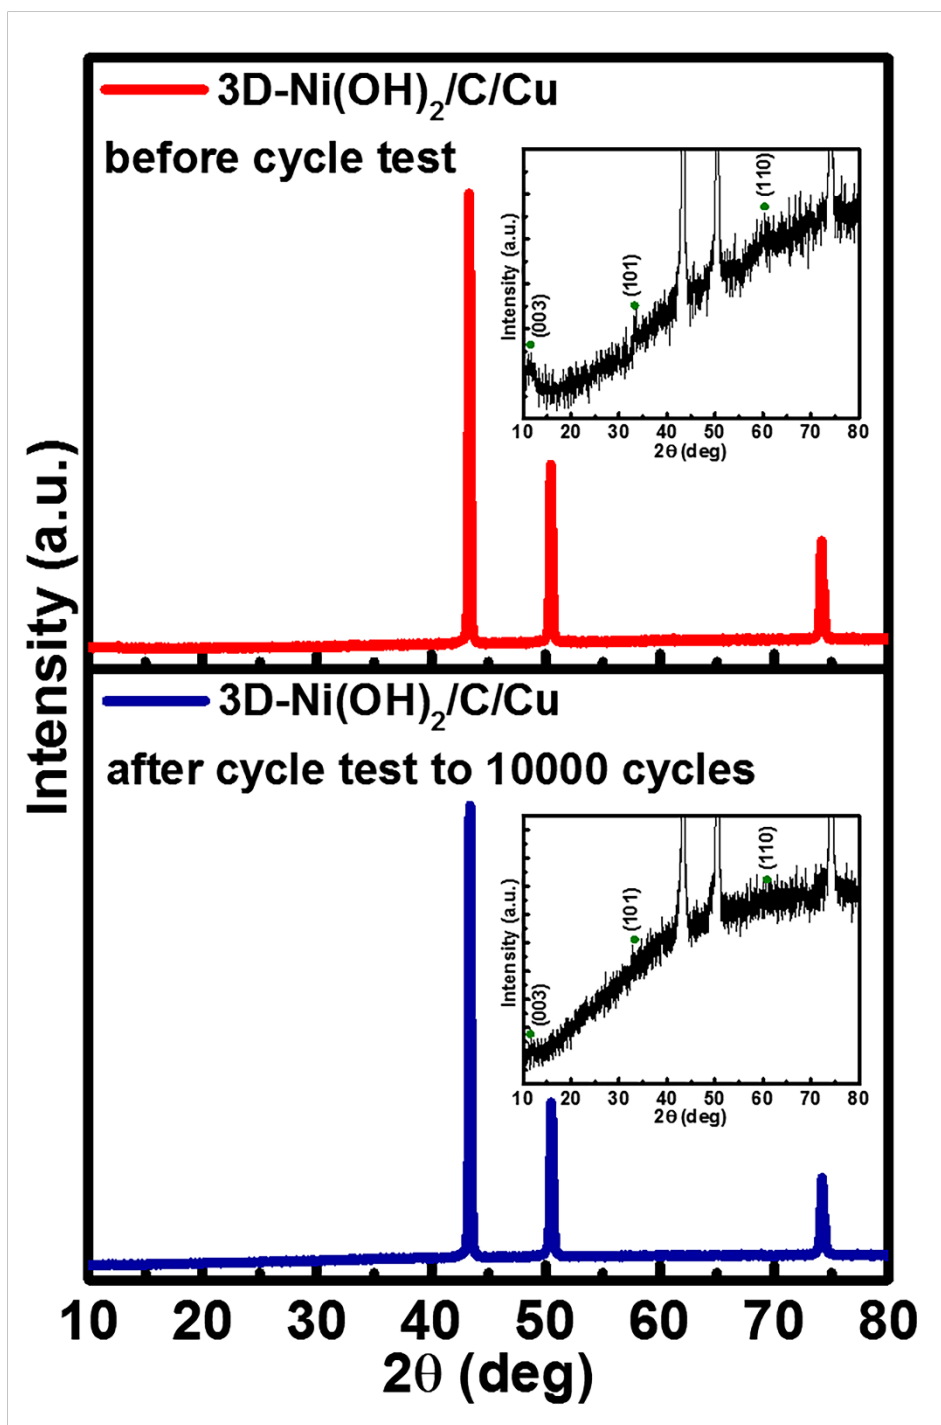 3D-Ni(OH)₂/C/Cu
before cycle test
Intensity (a.u.)
(003)
(101)
(110)
10 20 30 40 50 60 70 80
2θ (deg)
Intensity (a.u.)
3D-Ni(OH)₂/C/Cu
after cycle test to 10000 cycles
Intensity (a.u.)
(003)
(101)
(110)
10 20 30 40 50 60 70 80
2θ (deg)
10 20 30 40 50 60 70 80
2θ (deg)